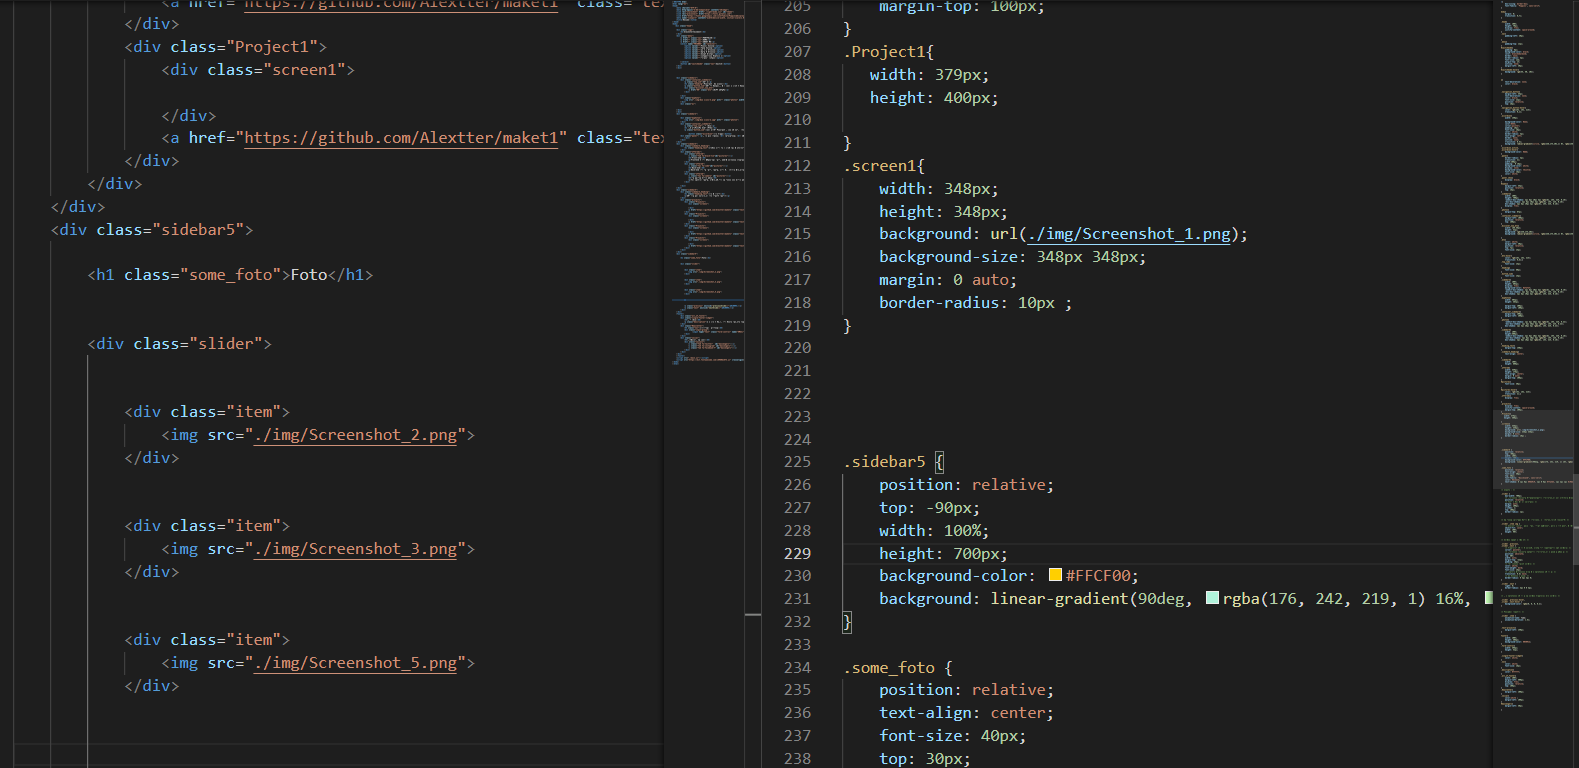 <a href="https://github.com/Alextter/maket1" class="tex
</div>
<div class="Project1">
<div class="screen1">
</div>
<a href="https://github.com/Alextter/maket1" class="tex
</div>
</div>
</div>
<div class="sidebar5">
<h1 class="some_foto">Foto</h1>
<div class="slider">
<div class="item">
<img src="./img/Screenshot_2.png">
</div>
<div class="item">
<img src="./img/Screenshot_3.png">
</div>
<div class="item">
<img src="./img/Screenshot_5.png">
</div>
205 margin-top: 100px;
206 }
207 .Project1{
208 width: 379px;
209 height: 400px;
210
211 }
212 .screen1{
213 width: 348px;
214 height: 348px;
215 background: url(./img/Screenshot_1.png);
216 background-size: 348px 348px;
217 margin: 0 auto;
218 border-radius: 10px ;
219 }
220
221
222
223
224
225 .sidebar5 {
226 position: relative;
227 top: -90px;
228 width: 100%;
229 height: 700px;
230 background-color: #FFCF00;
231 background: linear-gradient(90deg, rgba(176, 242, 219, 1) 16%,
232 }
233
234 .some_foto {
235 position: relative;
236 text-align: center;
237 font-size: 40px;
238 top: 30px;